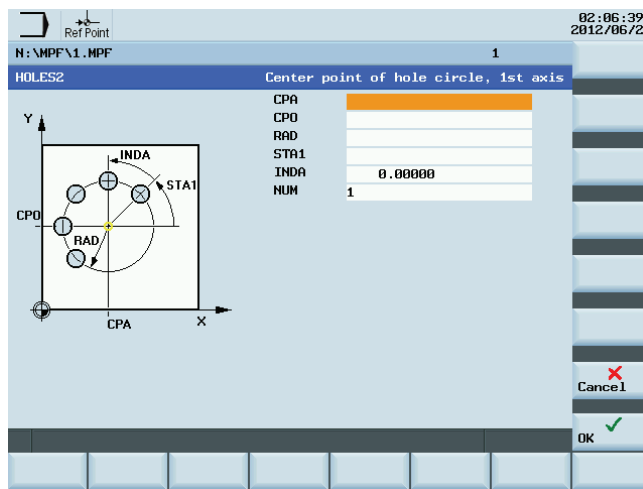 Ref Point
02:06:39
2012/06/2
N:\MPF\1.MPF 1
HOLES2 Center point of hole circle, 1st axis
CPA
CPO
RAD
STA1
INDA 0.00000
NUM 1
Y
INDA
STA1
CPO
RAD
CPA
X
Cancel
OK